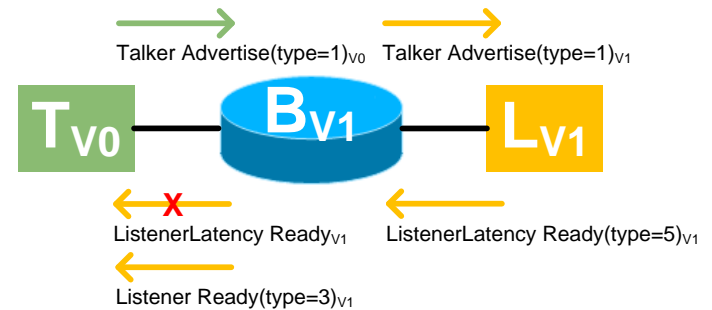 Talker Advertise(type=1)V0 Talker Advertise(type=1)V1
TV0 BV1 LV1
X
ListenerLatency ReadyV1 ListenerLatency Ready(type=5)V1
Listener Ready(type=3)V1